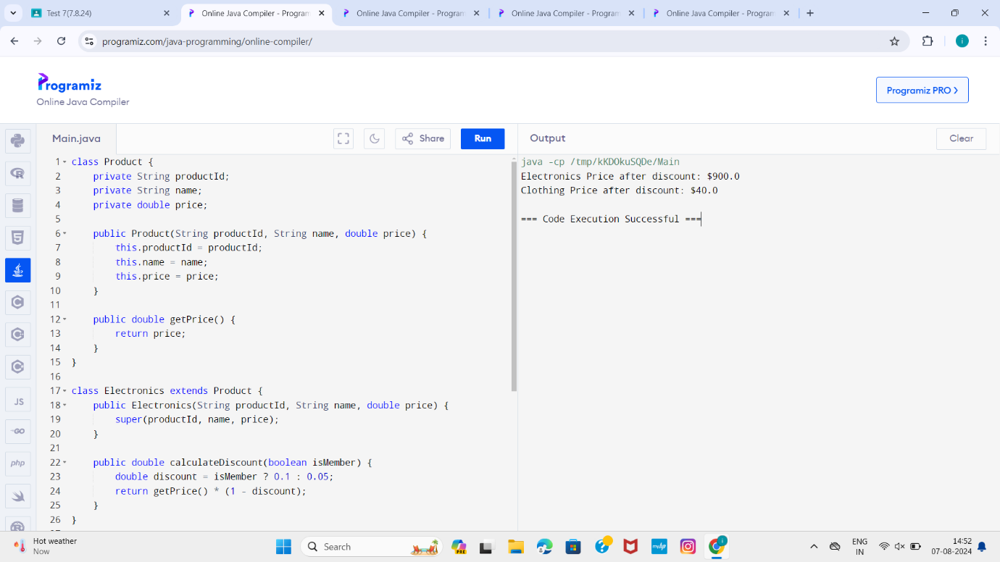 Test 7(7.8.24)
Online Java Compiler - Program
Online Java Compiler - Program
Online Java Compiler - Program
Online Java Compiler - Program
programiz.com/java-programming/online-compiler/
i
Programiz
Online Java Compiler
Programiz PRO
Main.java
Share
Run
Output
Clear
1 class Product {
2 private String productId;
3 private String name;
4 private double price;
5
6 public Product(String productId, String name, double price) {
7 this.productId = productId;
8 this.name = name;
9 this.price = price;
10 }
11
12 public double getPrice() {
13 return price;
14 }
15 }
16
17 class Electronics extends Product {
18 public Electronics(String productId, String name, double price) {
19 super(productId, name, price);
20 }
21
22 public double calculateDiscount(boolean isMember) {
23 double discount = isMember ? 0.1 : 0.05;
24 return getPrice() * (1 - discount);
25 }
26 }
java -cp /tmp/kKDOkuSQDe/Main
Electronics Price after discount: $900.0
Clothing Price after discount: $40.0
=== Code Execution Successful ===
JS
GO
php
Hot weather
Now
Search
PRE
ENG
IN
14:52
07-08-2024